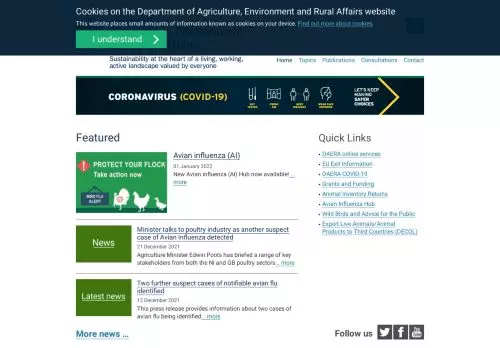 Cookies on the Department of Agriculture, Environment and Rural Affairs website
This website places small amounts of information known as cookies on your device. Find out more about cookies.
I understand
Sustainability at the heart of a living, working,
active landscape valued by everyone
Home Topics Publications Consultations Contact
CORONAVIRUS (COVID-19)
LET'S KEEP
MAKING
SAFER
CHOICES
Featured
PROTECT YOUR FLOCK
Take action now
BIRD FLU
ALERT
Avian influenza (AI)
01 January 2022
New Avian influenza (AI) Hub now available! ...
more
News
Minister talks to poultry industry as another suspect
case of Avian Influenza detected
21 December 2021
Agriculture Minister Edwin Poots has briefed a range of key
stakeholders from both the NI and GB poultry sectors ... more
Latest news
Two further suspect cases of notifiable avian flu
identified
12 December 2021
This press release provides information about two cases of
avian flu being identified ... more
More news ...
Quick Links
DAERA online services
EU Exit Information
DAERA COVID-19
Grants and Funding
Animal Inventory Returns
Avian Influenza Hub
Wild Birds and Advice for the Public
Export Live Animals/Animal
Products to Third Countries (DECOL)
Follow us